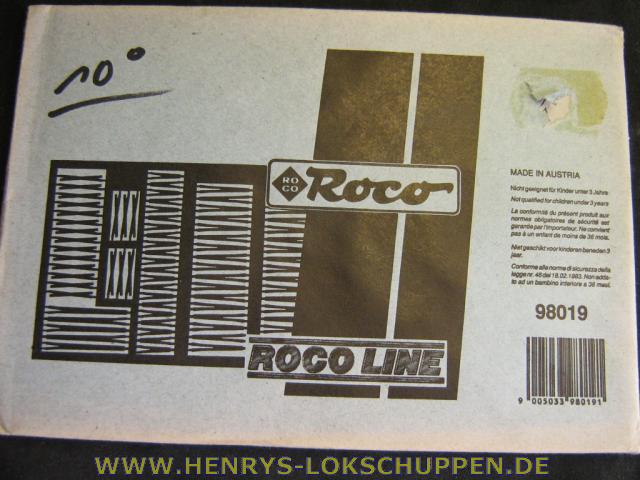 10°
RO
CO
Roco
ROCO LINE
MADE IN AUSTRIA
Nicht geeignet für Kinder unter 3 Jahre
Not qualified for children under 3 years
La conformité du présent produit aux
normes obligatoires de sécurité est
garantie par l'importateur. Ne convient
pas à un enfant de moins de 36 mois.
Niet geschikt voor kinderen beneden 3
jaar.
Conforme alla norme di sicurezza della
legge nr. 46 del 18.02.1983. Non adda-
to ad un bambino inferiore a 36 mesi.
98019
9 005033 980191
WWW.HENRYS-LOKSCHUPPEN.DE